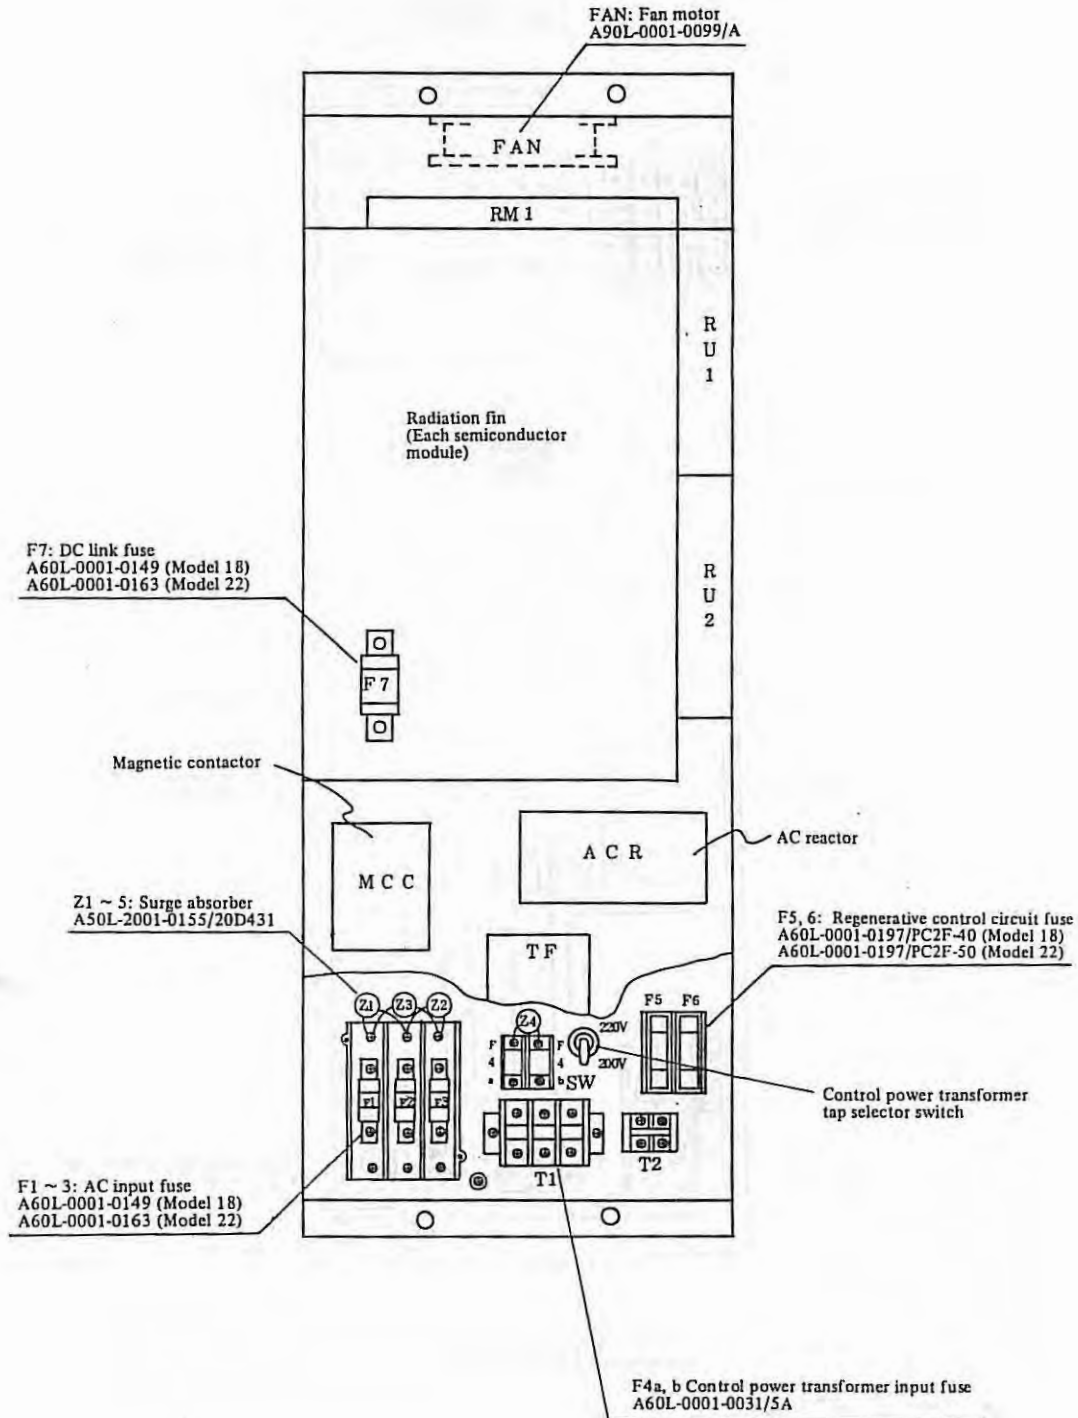 FAN: Fan motor
A90L-0001-0099/A
FAN
RM 1
R
U
1
Radiation fin
(Each semiconductor
module)
F7: DC link fuse
A60L-0001-0149 (Model 18)
A60L-0001-0163 (Model 22)
R
U
2
F 7
Magnetic contactor
MCC
ACR
AC reactor
Z1 ~ 5: Surge absorber
A50L-2001-0155/20D431
F5, 6: Regenerative control circuit fuse
A60L-0001-0197/PC2F-40 (Model 18)
A60L-0001-0197/PC2F-50 (Model 22)
TF
Z1 Z3 Z2
Z4
F5 F6
F
4
a
F
4
b
220V
200V
SW
Control power transformer
tap selector switch
F1 F2 F3
T1
T2
F1 ~ 3: AC input fuse
A60L-0001-0149 (Model 18)
A60L-0001-0163 (Model 22)
F4a, b Control power transformer input fuse
A60L-0001-0031/5A